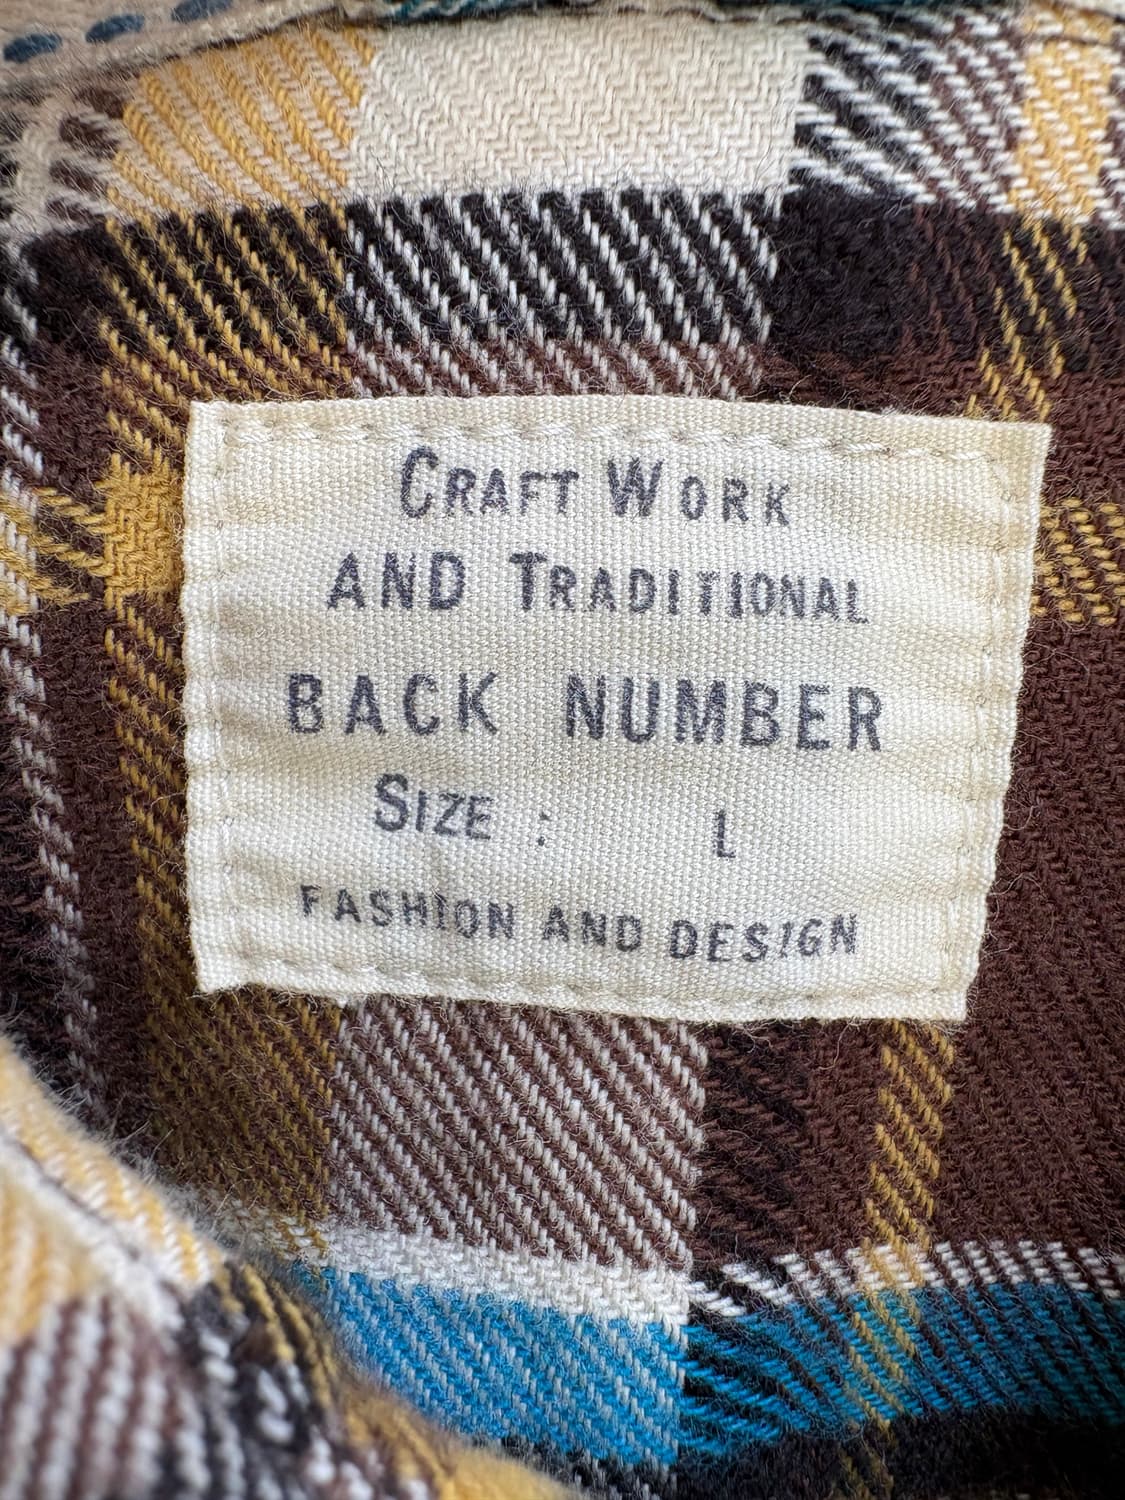 CRAFT WORK
AND TRADITIONAL
BACK NUMBER
SIZE : L
FASHION AND DESIGN